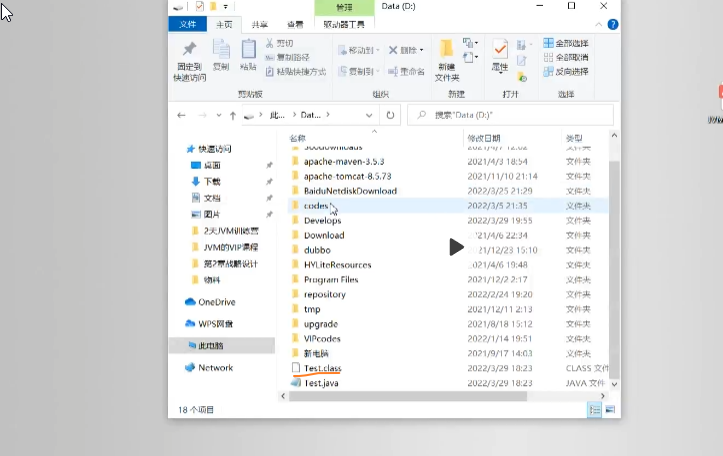 管理
Data (D:)
文件
主页
共享
查看
驱动器工具
固定到
快速访问
复制
粘贴
剪切
复制路径
粘贴快捷方式
剪贴板
移动到
删除
复制到
重命名
组织
新建
文件夹
新建
属性
打开
全部选择
全部取消
反向选择
选择
此... > Dat... >
搜索"Data (D:)"
名称
修改日期
类型
快速访问
桌面
下载
文档
图片
2天JVM训练营
JVM的VIP课程
物料
OneDrive
WPS网盘
此电脑
Network
360downloads 2021/4/7 12:02 文件夹
apache-maven-3.5.3 2021/4/3 18:54 文件夹
apache-tomcat-8.5.73 2021/11/10 21:14 文件夹
BaiduNetdiskDownload 2022/3/25 21:29 文件夹
codes 2022/3/5 21:35 文件夹
Develops 2022/3/29 19:55 文件夹
Download 2021/4/6 22:34 文件夹
dubbo 2021/12/23 15:10 文件夹
HYLiteResources 2021/4/6 19:48 文件夹
Program Files 2021/12/2 2:17 文件夹
repository 2022/2/24 19:20 文件夹
tmp 2021/12/11 2:13 文件夹
upgrade 2021/8/18 15:12 文件夹
VIPcodes 2022/1/14 19:51 文件夹
新电脑 2021/9/17 14:03 文件夹
Test.class 2022/3/29 18:23 CLASS 文件
Test.java 2022/3/29 18:23 JAVA 文件
18 个项目